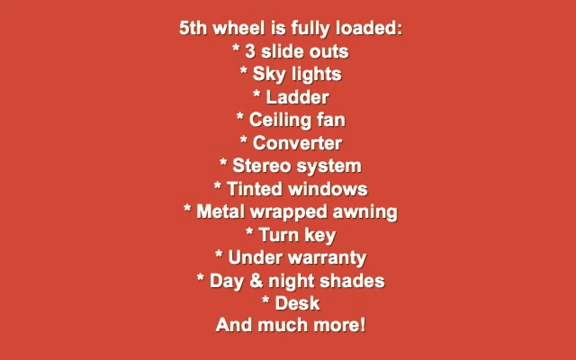 5th wheel is fully loaded:
* 3 slide outs
* Sky lights
* Ladder
* Ceiling fan
* Converter
* Stereo system
* Tinted windows
* Metal wrapped awning
* Turn key
* Under warranty
* Day & night shades
* Desk
And much more!